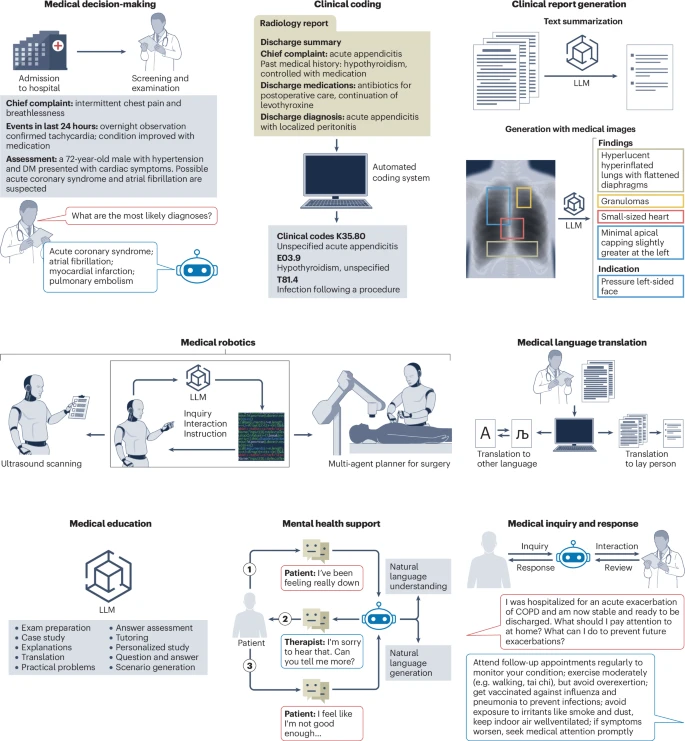 Medical decision-making
Admission
to hospital
Screening and
examination
Chief complaint: intermittent chest pain and
breathlessness
Events in last 24 hours: overnight observation
confirmed tachycardia; condition improved with
medication
Assessment: a 72-year-old male with hypertension
and DM presented with cardiac symptoms. Possible
acute coronary syndrome and atrial fibrillation are
suspected
What are the most likely diagnoses?
Acute coronary syndrome;
atrial fibrillation;
myocardial infarction;
pulmonary embolism
Clinical coding
Radiology report
Discharge summary
Chief complaint: acute appendicitis
Past medical history: hypothyroidism,
controlled with medication
Discharge medications: antibiotics for
postoperative care, continuation of
levothyroxine
Discharge diagnosis: acute appendicitis
with localized peritonitis
Automated
coding system
Clinical codes K35.80
Unspecified acute appendicitis
E03.9
Hypothyroidism, unspecified
T81.4
Infection following a procedure
Clinical report generation
Text summarization
LLM
Generation with medical images
LLM
Findings
Hyperlucent
hyperinflated
lungs with flattened
diaphragms
Granulomas
Small-sized heart
Minimal apical
capping slightly
greater at the left
Indication
Pressure left-sided
face
Medical robotics
Ultrasound scanning
LLM
Inquiry
Interaction
Instruction
Multi-agent planner for surgery
Medical language translation
A
Љ
Translation to
other language
Translation
to lay person
Medical education
LLM
• Exam preparation
• Case study
• Explanations
• Translation
• Practical problems
• Answer assessment
• Tutoring
• Personalized study
• Question and answer
• Scenario generation
Mental health support
1
Patient: I've been
feeling really down
Patient
2
Therapist: I'm sorry
to hear that. Can
you tell me more?
3
Patient: I feel like
I'm not good
enough...
Natural
language
understanding
Natural
language
generation
Medical inquiry and response
Inquiry
Response
Interaction
Review
I was hospitalized for an acute exacerbation
of COPD and am now stable and ready to be
discharged. What should I pay attention to
at home? What can I do to prevent future
exacerbations?
Attend follow-up appointments regularly to
monitor your condition; exercise moderately
(e.g. walking, tai chi), but avoid overexertion;
get vaccinated against influenza and
pneumonia to prevent infections; avoid
exposure to irritants like smoke and dust,
keep indoor air wellventilated; if symptoms
worsen, seek medical attention promptly